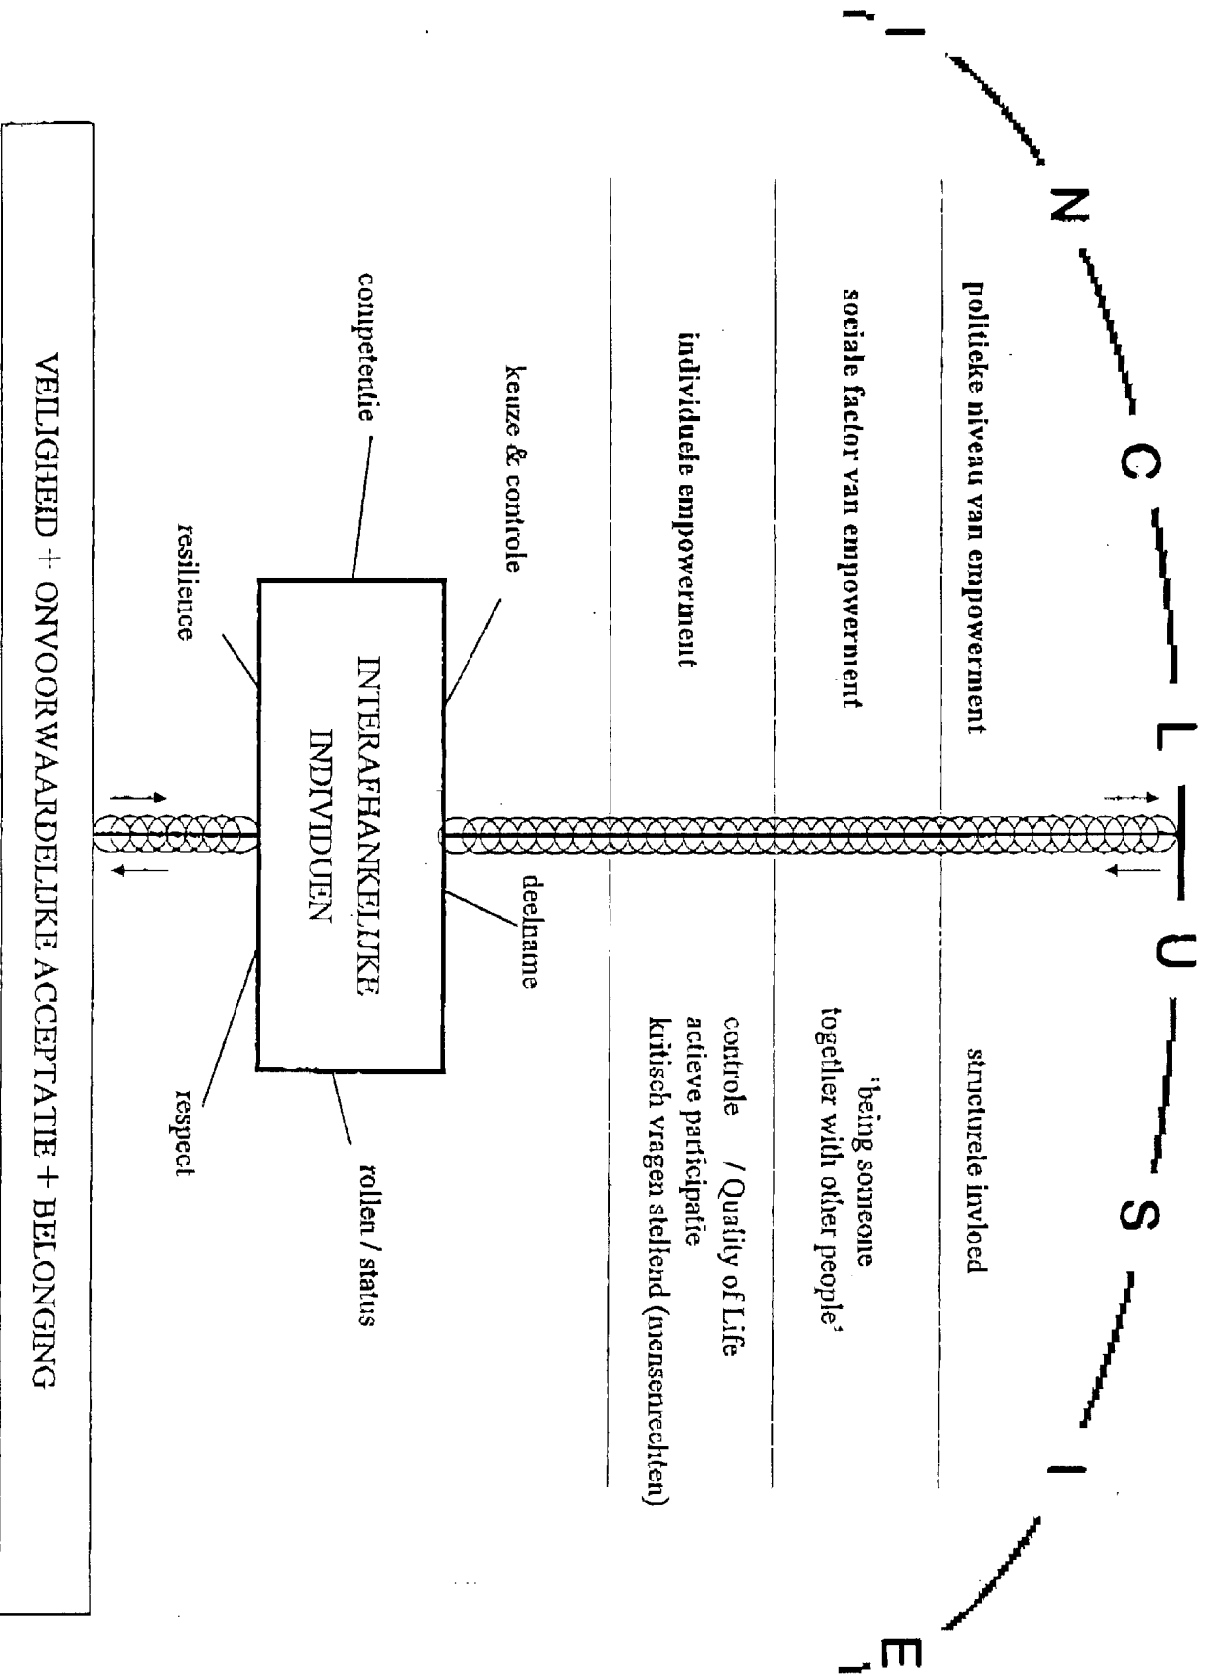 I N C L U S I E
politieke niveau van empowerment
structurele invloed
sociale factor van empowerment
'being someone
together with other people'
individuele empowerment
controle / Quality of Life
actieve participatie
kritisch vragen stellend (mensenrechten)
keuze & controle
deelname
competentie
rollen / status
INTERAFHANKELIJKE
INDIVIDUEN
resilience
respect
VEILIGHEID + ONVOORWAARDELIJKE ACCEPTATIE + BELONGING